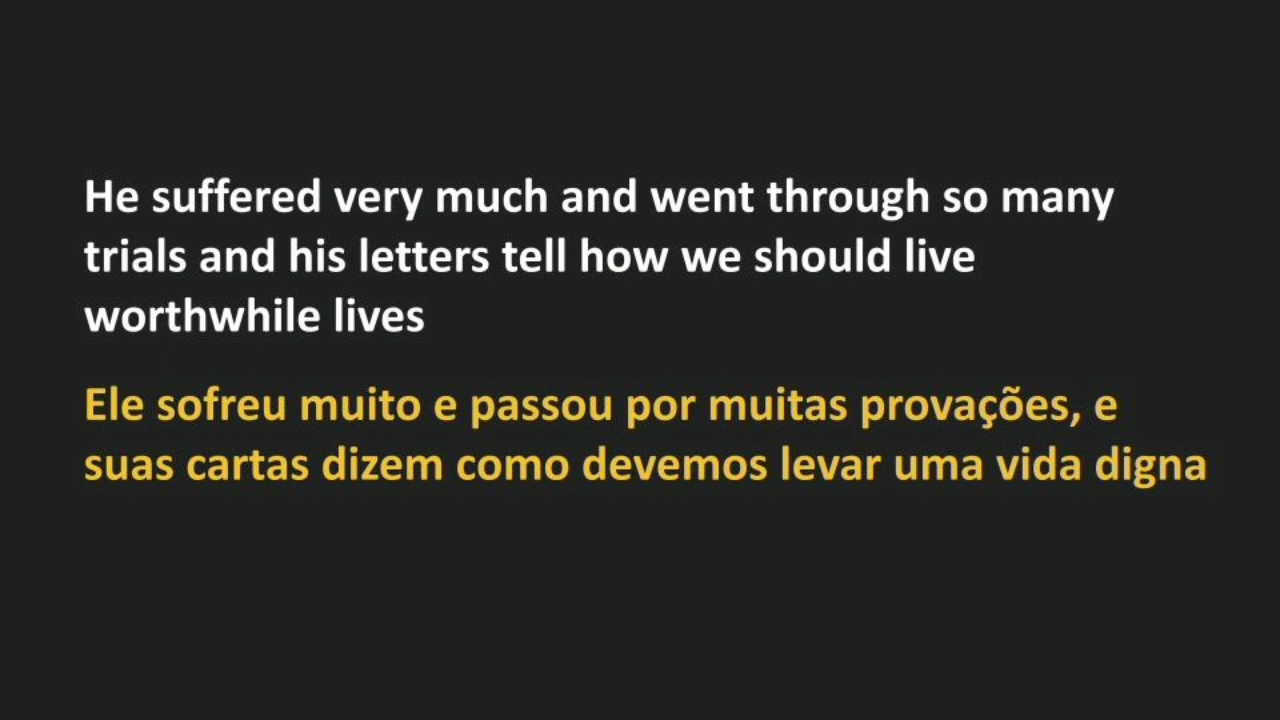 He suffered very much and went through so many
trials and his letters tell how we should live
worthwhile lives
Ele sofreu muito e passou por muitas provações, e
suas cartas dizem como devemos levar uma vida digna